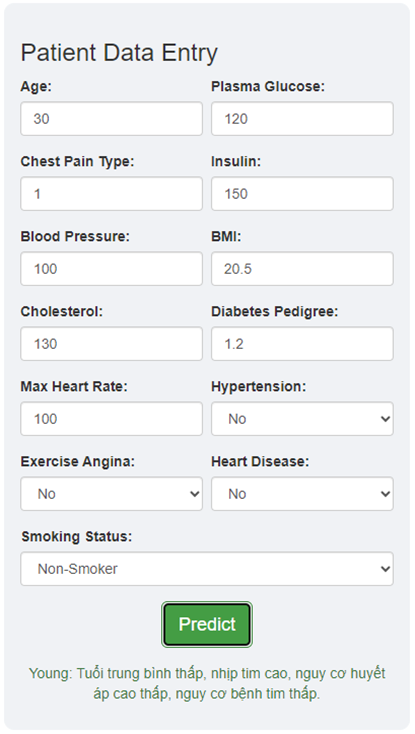 Patient Data Entry
Age: Plasma Glucose:
30 120
Chest Pain Type: Insulin:
1 150
Blood Pressure: BMI:
100 20.5
Cholesterol: Diabetes Pedigree:
130 1.2
Max Heart Rate: Hypertension:
100 No
Exercise Angina: Heart Disease:
No No
Smoking Status:
Non-Smoker
Predict
Young: Tuổi trung bình thấp, nhịp tim cao, nguy cơ huyết
áp cao thấp, nguy cơ bệnh tim thấp.